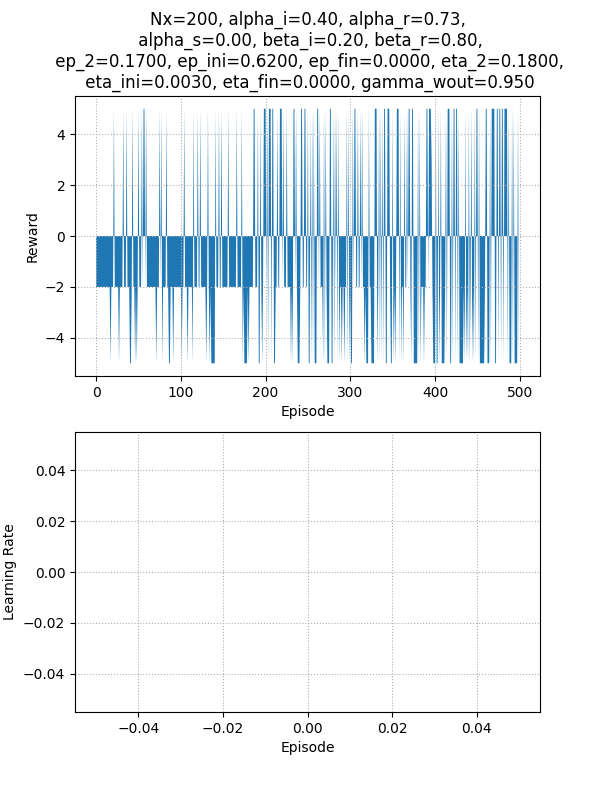 Nx=200, alpha_i=0.40, alpha_r=0.73,
alpha_s=0.00, beta_i=0.20, beta_r=0.80,
ep_2=0.1700, ep_ini=0.6200, ep_fin=0.0000, eta_2=0.1800,
eta_ini=0.0030, eta_fin=0.0000, gamma_wout=0.950
4
2
0
−2
−4
Reward
0 100 200 300 400 500
Episode
0.04
0.02
0.00
−0.02
−0.04
Learning Rate
−0.04 −0.02 0.00 0.02 0.04
Episode